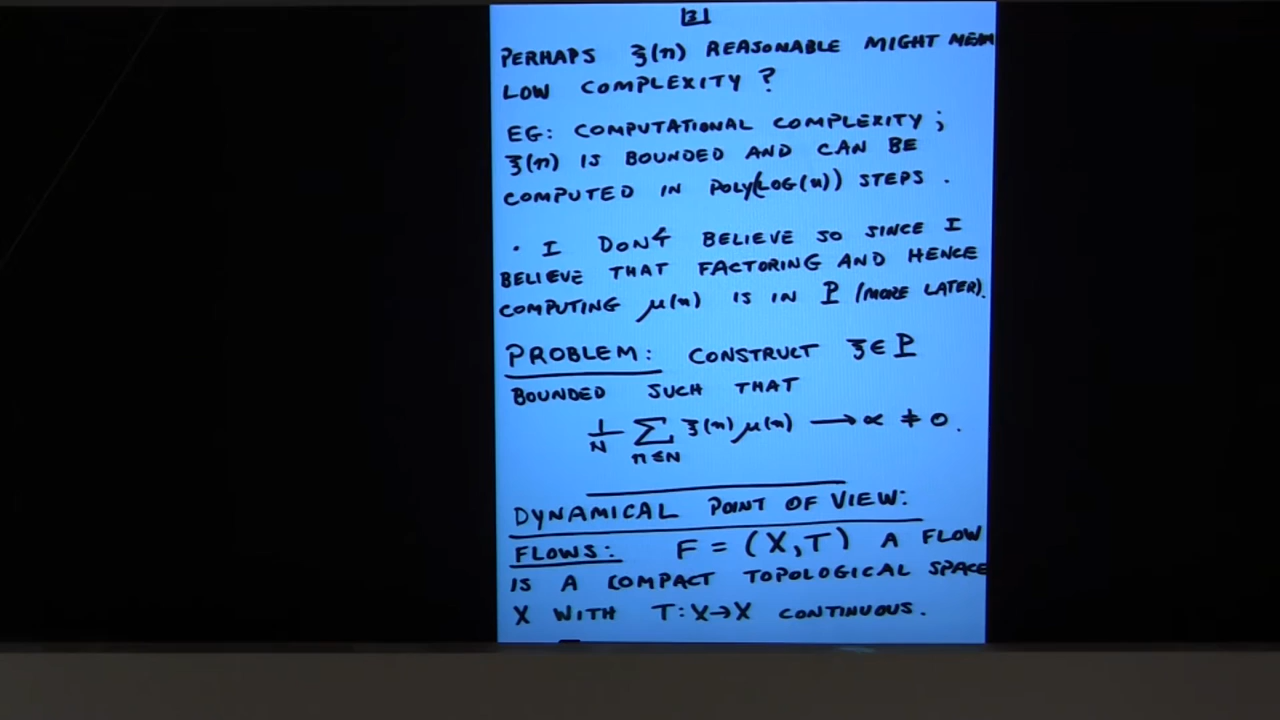 [3]
PERHAPS ξ(n) REASONABLE MIGHT MEAN
LOW COMPLEXITY ?
EG: COMPUTATIONAL COMPLEXITY ;
ξ(n) IS BOUNDED AND CAN BE
COMPUTED IN POLY(LOG(n)) STEPS .
· I DON'T BELIEVE SO SINCE I
BELIEVE THAT FACTORING AND HENCE
COMPUTING μ(n) IS IN P (MORE LATER).
PROBLEM: CONSTRUCT ξ ∈ P
BOUNDED SUCH THAT
1/N Σ_{n≤N} ξ(n) μ(n) → α ≠ 0 .
DYNAMICAL POINT OF VIEW:
FLOWS: F = (X,T) A FLOW
IS A COMPACT TOPOLOGICAL SPACE
X WITH T: X→X CONTINUOUS.